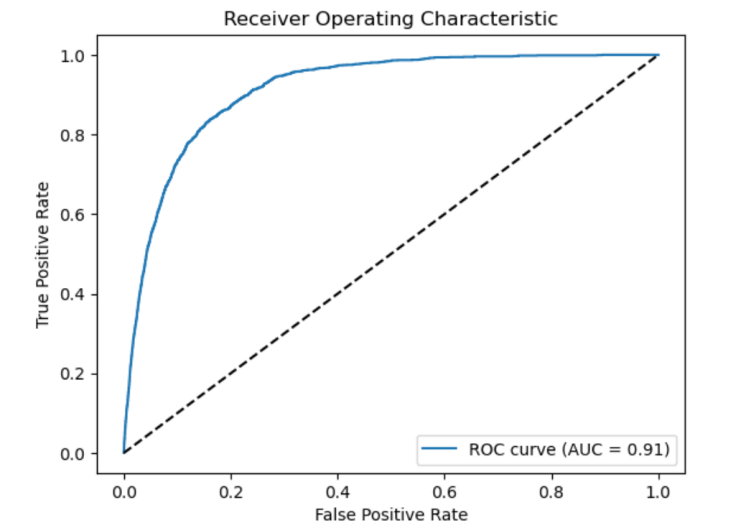 Receiver Operating Characteristic
1.0
0.8
0.6
0.4
0.2
0.0
True Positive Rate
ROC curve (AUC = 0.91)
0.0 0.2 0.4 0.6 0.8 1.0
False Positive Rate